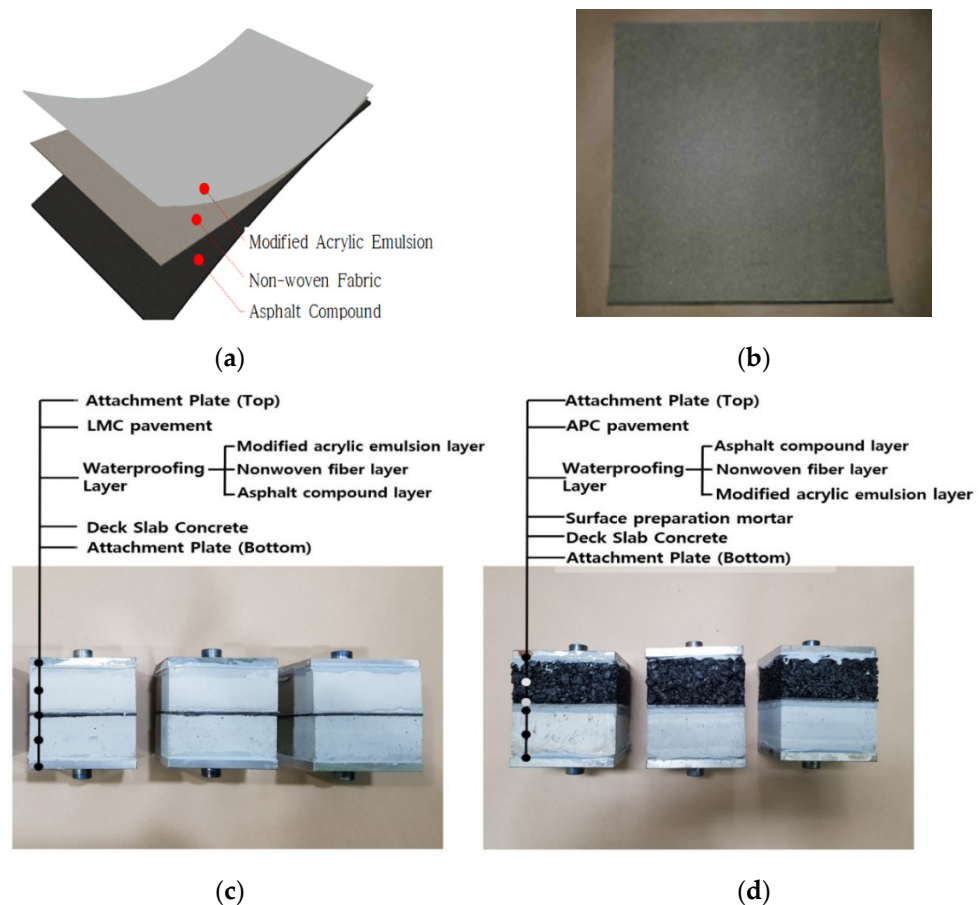 Modified Acrylic Emulsion
Non-woven Fabric
Asphalt Compound
(a)
(b)
Attachment Plate (Top)
LMC pavement
Waterproofing
Layer
Modified acrylic emulsion layer
Nonwoven fiber layer
Asphalt compound layer
Deck Slab Concrete
Attachment Plate (Bottom)
(c)
Attachment Plate (Top)
APC pavement
Waterproofing
Layer
Asphalt compound layer
Nonwoven fiber layer
Modified acrylic emulsion layer
Surface preparation mortar
Deck Slab Concrete
Attachment Plate (Bottom)
(d)